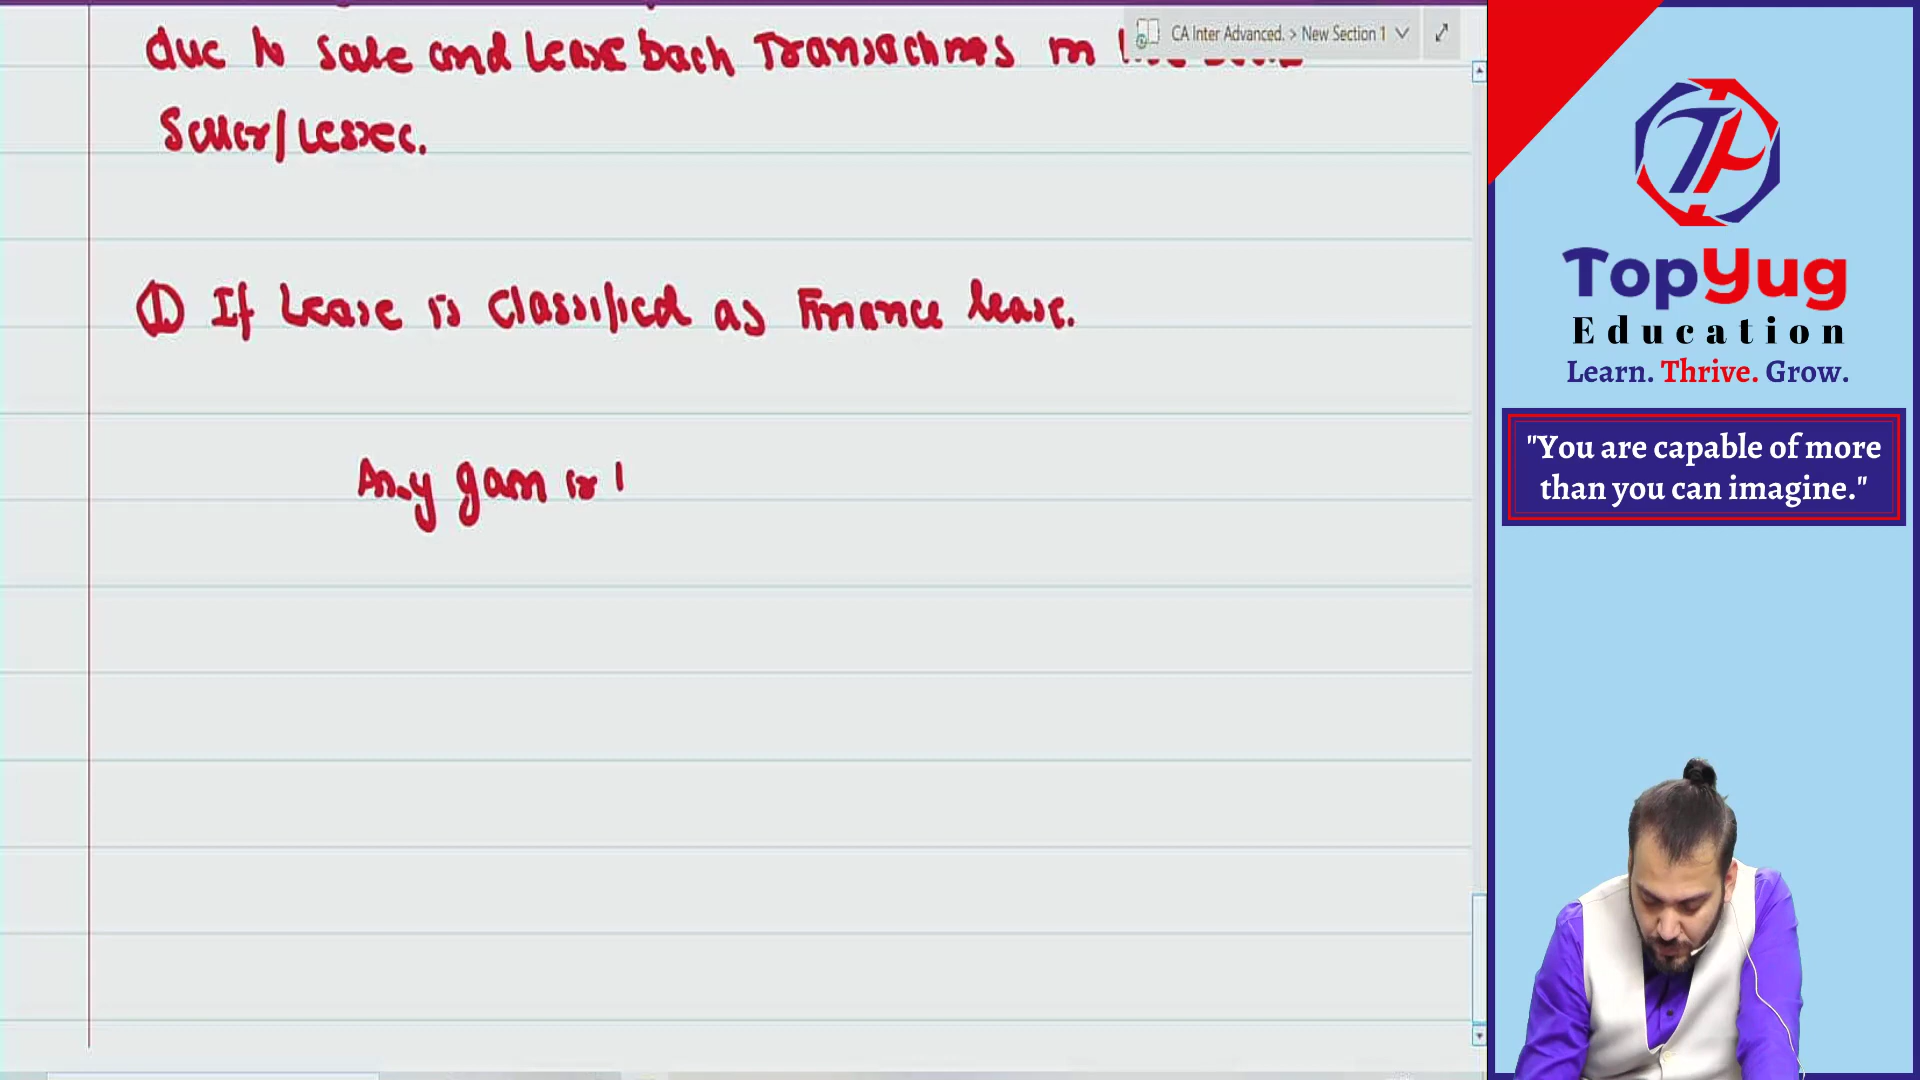 due to Sale and Lease back Transactions in
CA Inter Advanced. > New Section 1
Seller/Lessee.
① If Lease is classified as Finance lease.
Any gain or l
TopYug
Education
Learn. Thrive. Grow.
"You are capable of more
than you can imagine."